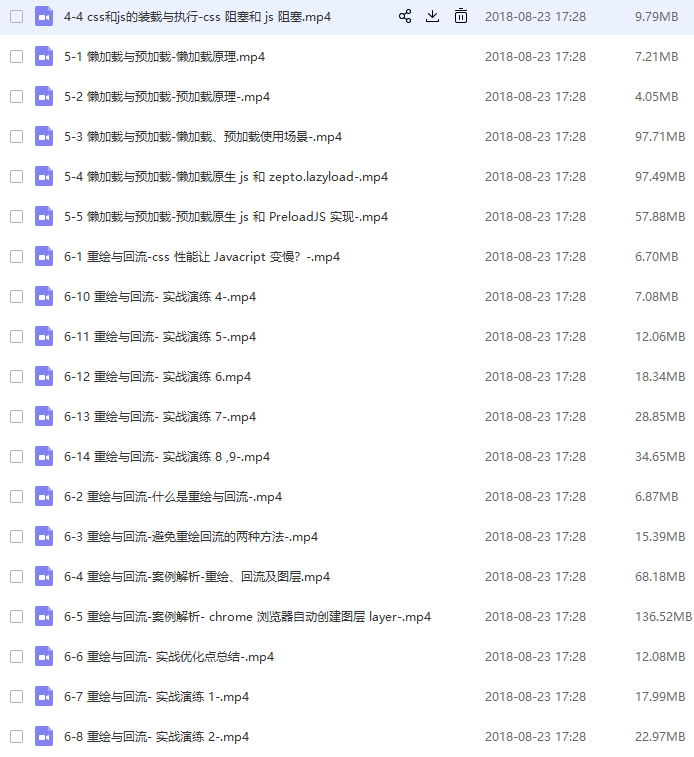 4-4 css和js的装载与执行-css 阻塞和 js 阻塞.mp4 2018-08-23 17:28 9.79MB
5-1 懒加载与预加载-懒加载原理.mp4 2018-08-23 17:28 7.21MB
5-2 懒加载与预加载-预加载原理-.mp4 2018-08-23 17:28 4.05MB
5-3 懒加载与预加载-懒加载、预加载使用场景-.mp4 2018-08-23 17:28 97.71MB
5-4 懒加载与预加载-懒加载原生 js 和 zepto.lazyload-.mp4 2018-08-23 17:28 97.49MB
5-5 懒加载与预加载-预加载原生 js 和 PreloadJS 实现-.mp4 2018-08-23 17:28 57.88MB
6-1 重绘与回流-css 性能让 Javacript 变慢？-.mp4 2018-08-23 17:28 6.70MB
6-10 重绘与回流- 实战演练 4-.mp4 2018-08-23 17:28 7.08MB
6-11 重绘与回流- 实战演练 5-.mp4 2018-08-23 17:28 12.06MB
6-12 重绘与回流- 实战演练 6.mp4 2018-08-23 17:28 18.34MB
6-13 重绘与回流- 实战演练 7-.mp4 2018-08-23 17:28 28.85MB
6-14 重绘与回流- 实战演练 8 ,9-.mp4 2018-08-23 17:28 34.65MB
6-2 重绘与回流-什么是重绘与回流-.mp4 2018-08-23 17:28 6.87MB
6-3 重绘与回流-避免重绘回流的两种方法-.mp4 2018-08-23 17:28 15.39MB
6-4 重绘与回流-案例解析-重绘、回流及图层.mp4 2018-08-23 17:28 68.18MB
6-5 重绘与回流-案例解析- chrome 浏览器自动创建图层 layer-.mp4 2018-08-23 17:28 136.52MB
6-6 重绘与回流- 实战优化点总结-.mp4 2018-08-23 17:28 12.08MB
6-7 重绘与回流- 实战演练 1-.mp4 2018-08-23 17:28 17.99MB
6-8 重绘与回流- 实战演练 2-.mp4 2018-08-23 17:28 22.97MB